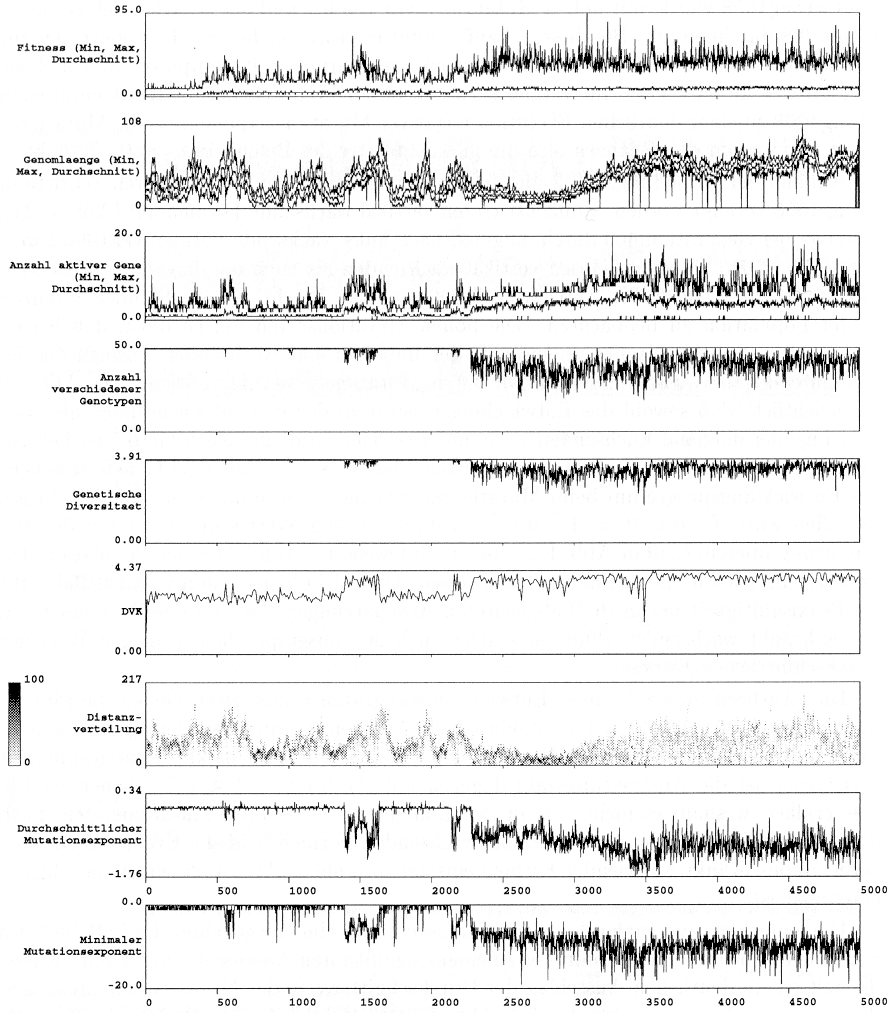 95.0
Fitness (Min, Max,
Durchschnitt)
0.0
108
Genomlaenge (Min,
Max, Durchschnitt)
0
20.0
Anzahl aktiver Gene
(Min, Max,
Durchschnitt)
0.0
50.0
Anzahl
verschiedener
Genotypen
0.0
3.91
Genetische
Diversitaet
0.00
4.37
DVK
0.00
100
0
217
Distanz-
verteilung
0
0.34
Durchschnittlicher
Mutationsexponent
-1.76
0 500 1000 1500 2000 2500 3000 3500 4000 4500 5000
0.0
Minimaler
Mutationsexponent
-20.0
0 500 1000 1500 2000 2500 3000 3500 4000 4500 5000